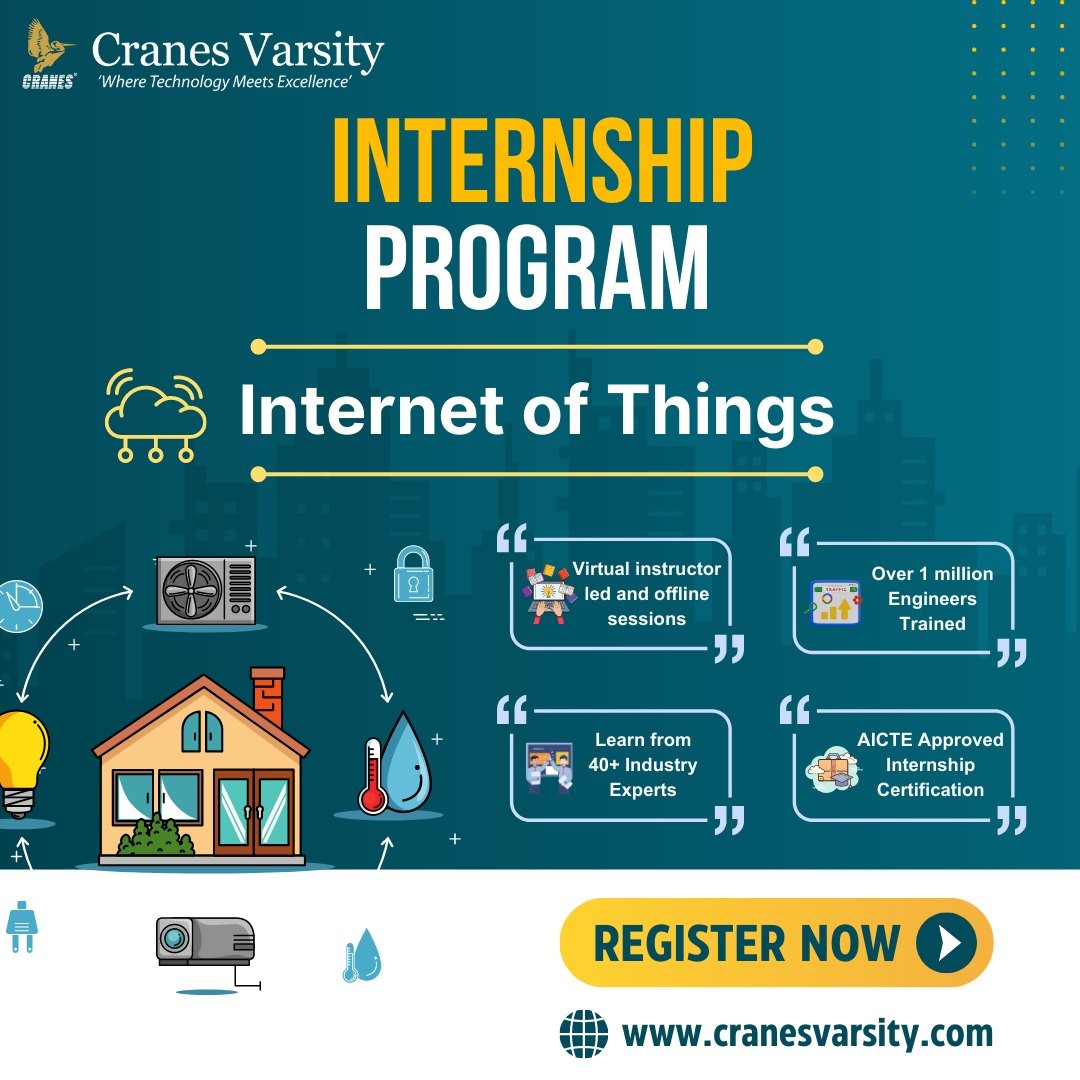 Cranes Varsity
CRANES®
'Where Technology Meets Excellence'
INTERNSHIP
PROGRAM
Internet of Things
Virtual instructor
led and offline
sessions
Over 1 million
Engineers
Trained
TRAFFIC
Learn from
40+ Industry
Experts
AICTE Approved
Internship
Certification
REGISTER NOW
www.cranesvarsity.com